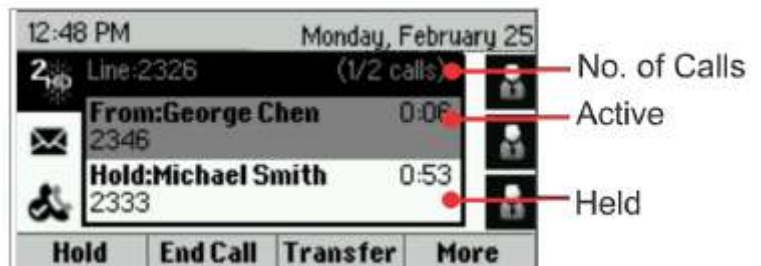 12:48 PM Monday, February 25
2HD Line:2326 (1/2 calls) No. of Calls
From:George Chen 0:06 Active
2346
Hold:Michael Smith 0:53 Held
2333
Hold End Call Transfer More